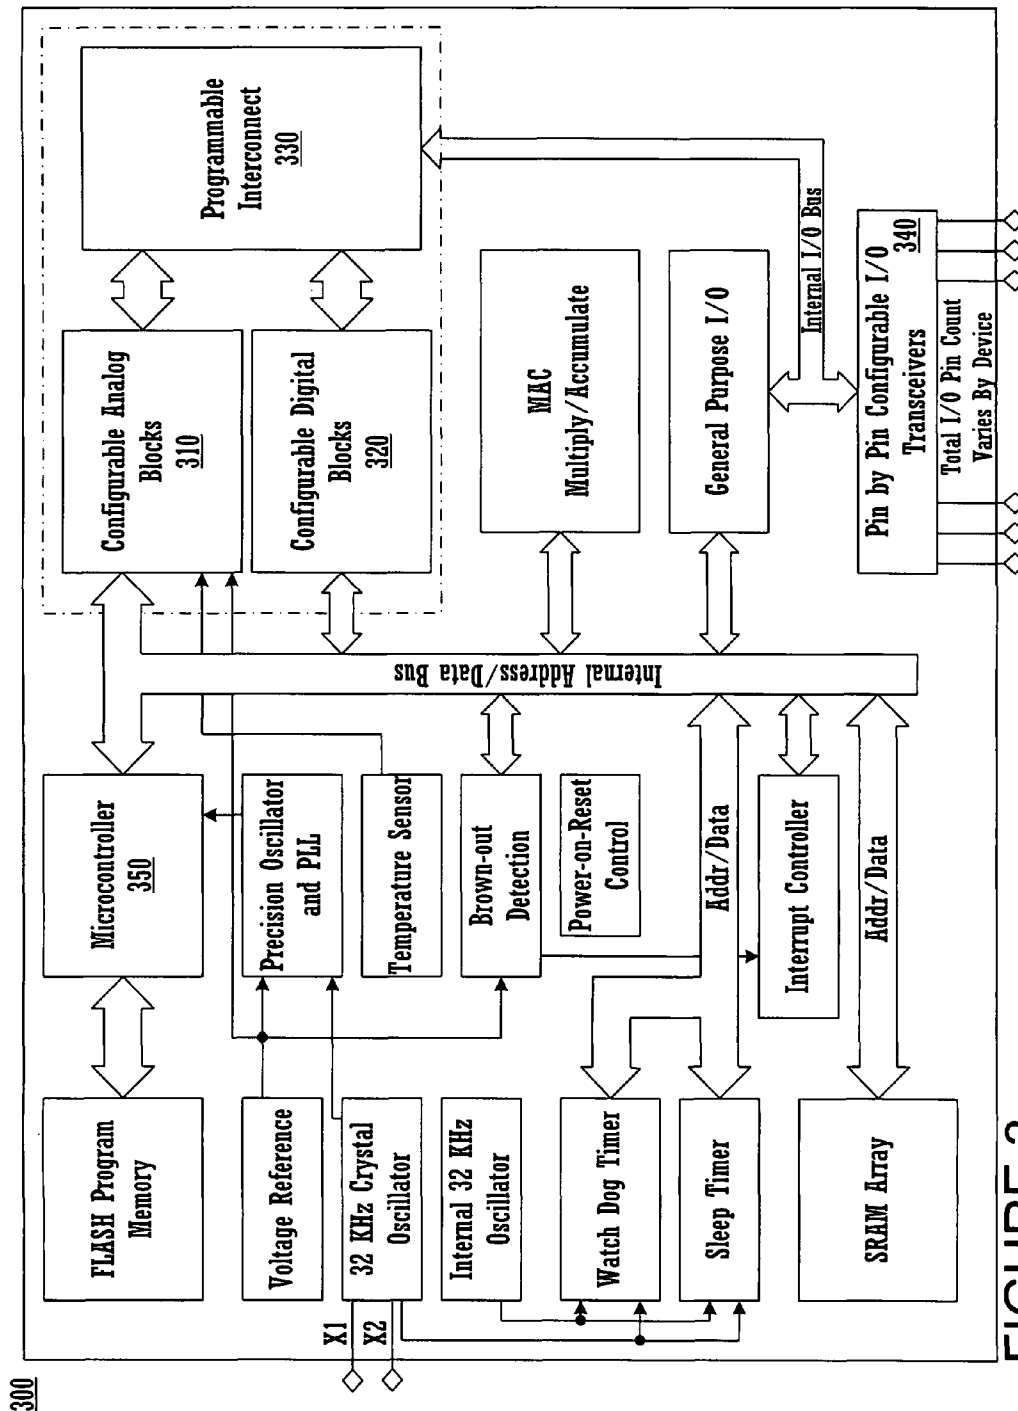 300
FLASH Program
Memory
Microcontroller
350
Configurable Analog
Blocks
310
Programmable
Interconnect
330
Voltage Reference
Precision Oscillator
and PLL
X1
X2
32 KHz Crystal
Oscillator
Temperature Sensor
Configurable Digital
Blocks
320
Internal 32 KHz
Oscillator
Brown-out
Detection
Power-on-Reset
Control
Internal Address/Data Bus
MAC
Multiply/Accumulate
Watch Dog Timer
Sleep Timer
Addr/Data
General Purpose I/O
Interrupt Controller
Internal I/O Bus
SRAM Array
Addr/Data
Pin by Pin Configurable I/O
Transceivers
340
Total I/O Pin Count
Varies By Device
FIGURE